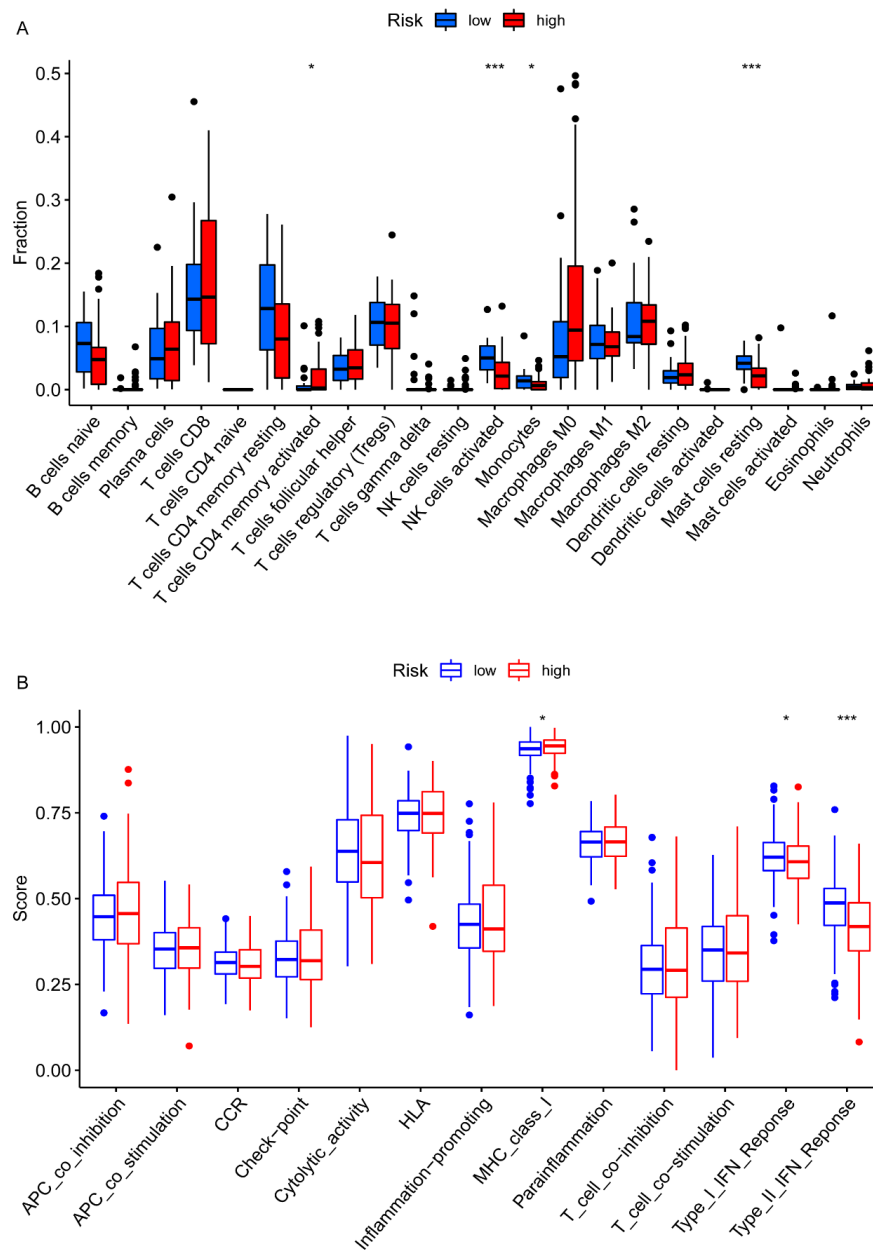 A
Risk low high
* *** * ***
Fraction
0.5
0.4
0.3
0.2
0.1
0.0
B cells naive
B cells memory
Plasma cells
T cells CD8
T cells CD4 naive
T cells CD4 memory resting
T cells CD4 memory activated
T cells follicular helper
T cells regulatory (Tregs)
T cells gamma delta
NK cells resting
NK cells activated
Monocytes
Macrophages M0
Macrophages M1
Macrophages M2
Dendritic cells resting
Dendritic cells activated
Mast cells resting
Mast cells activated
Eosinophils
Neutrophils
B
Risk low high
* * ***
Score
1.00
0.75
0.50
0.25
0.00
APC_co_inhibition
APC_co_stimulation
CCR
Check-point
Cytolytic_activity
HLA
Inflammation-promoting
MHC_class_I
Parainflammation
T_cell_co-inhibition
T_cell_co-stimulation
Type_I_IFN_Reponse
Type_II_IFN_Reponse